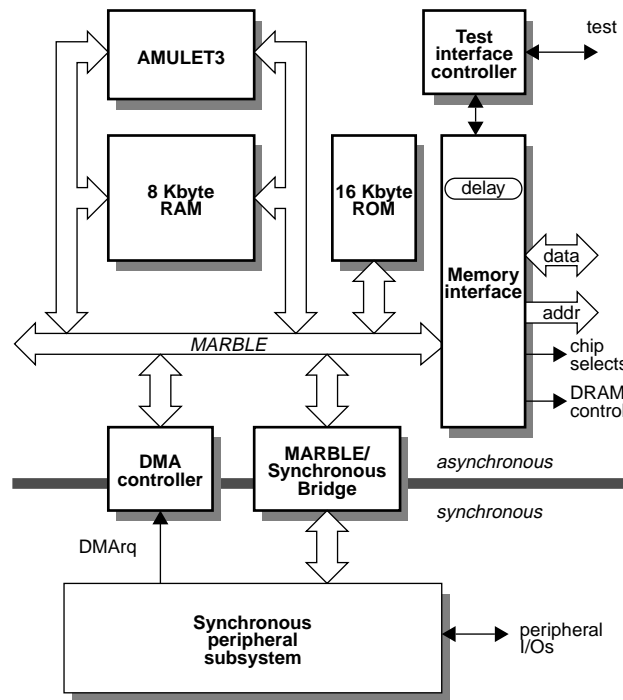 AMULET3
Test
interface
controller
test
8 Kbyte
RAM
16 Kbyte
ROM
delay
Memory
interface
data
addr
MARBLE
chip
selects
DRAM
control
DMA
controller
MARBLE/
Synchronous
Bridge
asynchronous
synchronous
DMArq
Synchronous
peripheral
subsystem
peripheral
I/Os